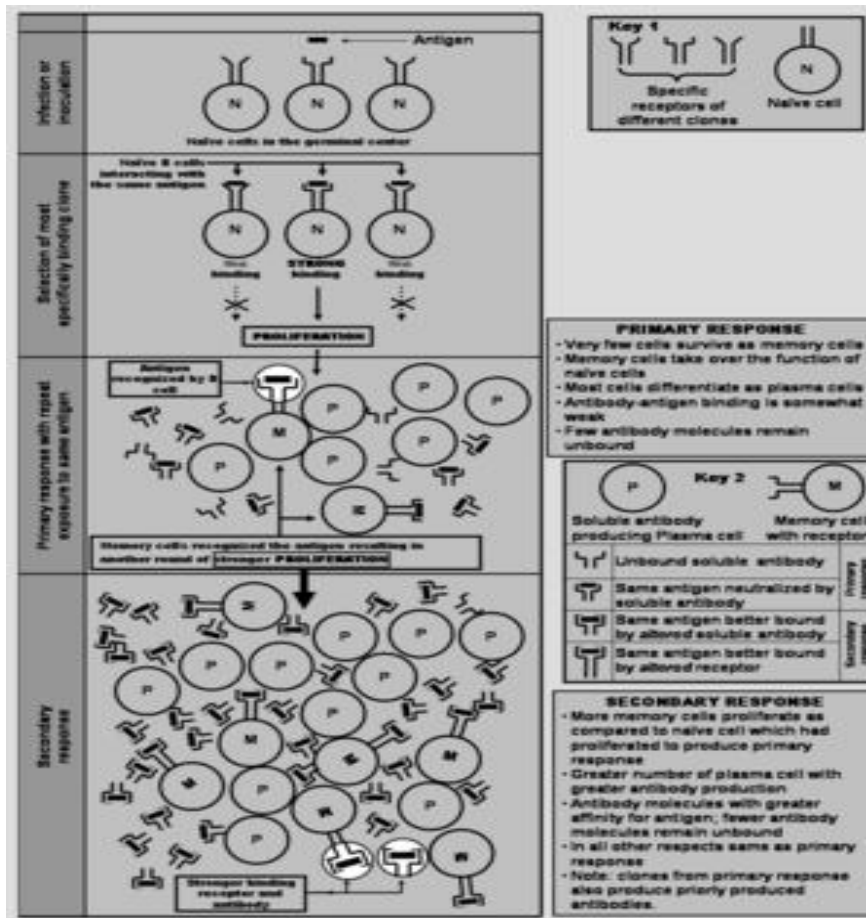 Infection or
inoculation
Antigen
N
N
N
Naïve cells in the germinal center
Key 1
Specific
receptors of
different clones
N
Naïve cell
Selection of most
specifically binding clone
Naïve B cells
interacting with
the same antigen
N
N
N
binding
STRONG
binding
binding
PROLIFERATION
Primary response with repeat
exposure to same antigen
Antigen
recognized by B
cell
M
P
P
P
P
P
P
P
M
Memory cells recognized the antigen resulting in
another round of stronger PROLIFERATION
PRIMARY RESPONSE
• Very few cells survive as memory cells
• Memory cells take over the function of
naïve cells
• Most cells differentiate as plasma cells
• Antibody-antigen binding is somewhat
weak
• Few antibody molecules remain
unbound
Key 2
P
M
Soluble antibody
producing Plasma cell
Memory cell
with receptor
Unbound soluble antibody
Same antigen neutralized by
soluble antibody
Primary
Same antigen better bound
by altered soluble antibody
Same antigen better bound
by altered receptor
Secondary
Secondary
response
M
P
P
P
P
P
P
P
P
M
P
M
M
M
P
M
P
P
M
Stronger binding
receptor and
antibody
SECONDARY RESPONSE
• More memory cells proliferate as
compared to naïve cell which had
proliferated to produce primary
response
• Greater number of plasma cell with
greater antibody production
• Antibody molecules with greater
affinity for antigen; fewer antibody
molecules remain unbound
• In all other respects same as primary
response
• Note: clones from primary response
also produce priorly produced
antibodies.